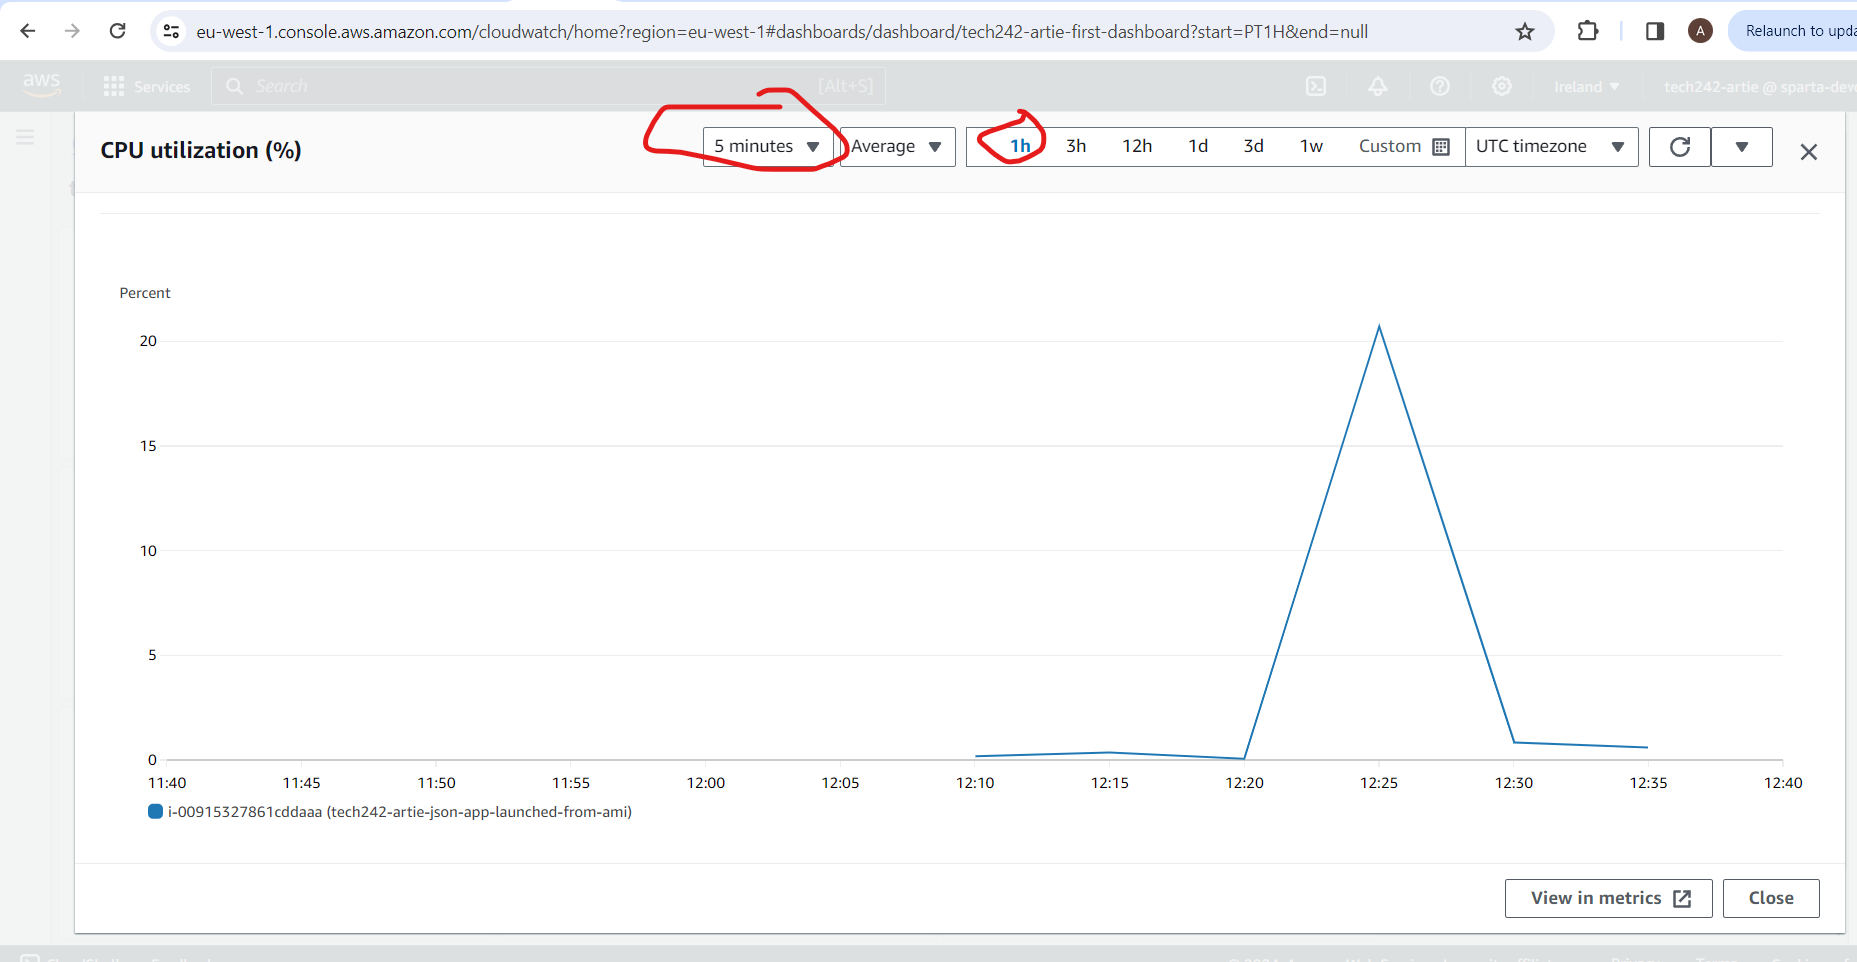 eu-west-1.console.aws.amazon.com/cloudwatch/home?region=eu-west-1#dashboards/dashboard/tech242-artie-first-dashboard?start=PT1H&end=null
A
Relaunch to upda
aws
Services
Search
[Alt+S]
Ireland
tech242-artie @ sparta-devo
CPU utilization (%)
5 minutes
Average
1h 3h 12h 1d 3d 1w Custom
UTC timezone
Percent
20
15
10
5
0
11:40 11:45 11:50 11:55 12:00 12:05 12:10 12:15 12:20 12:25 12:30 12:35 12:40
i-00915327861cddaaa (tech242-artie-json-app-launched-from-ami)
View in metrics
Close